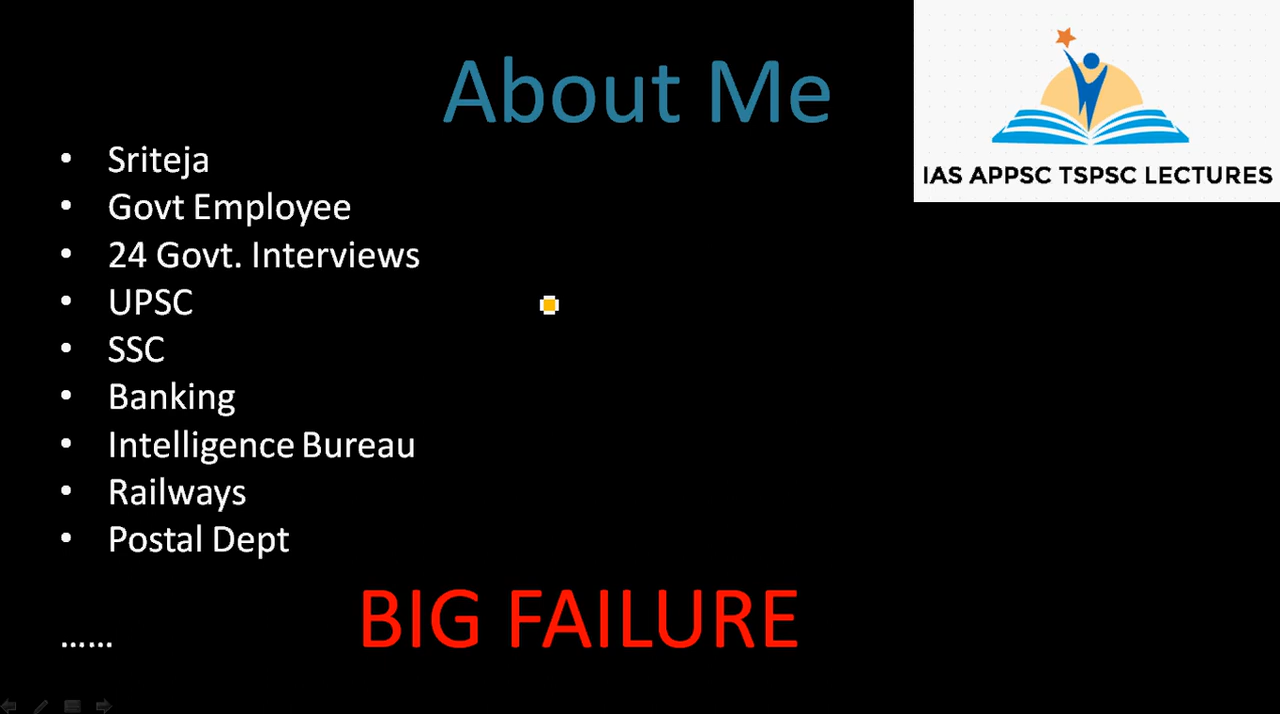 About Me
IAS APPSC TSPSC LECTURES
• Sriteja
• Govt Employee
• 24 Govt. Interviews
• UPSC
• SSC
• Banking
• Intelligence Bureau
• Railways
• Postal Dept
BIG FAILURE
......